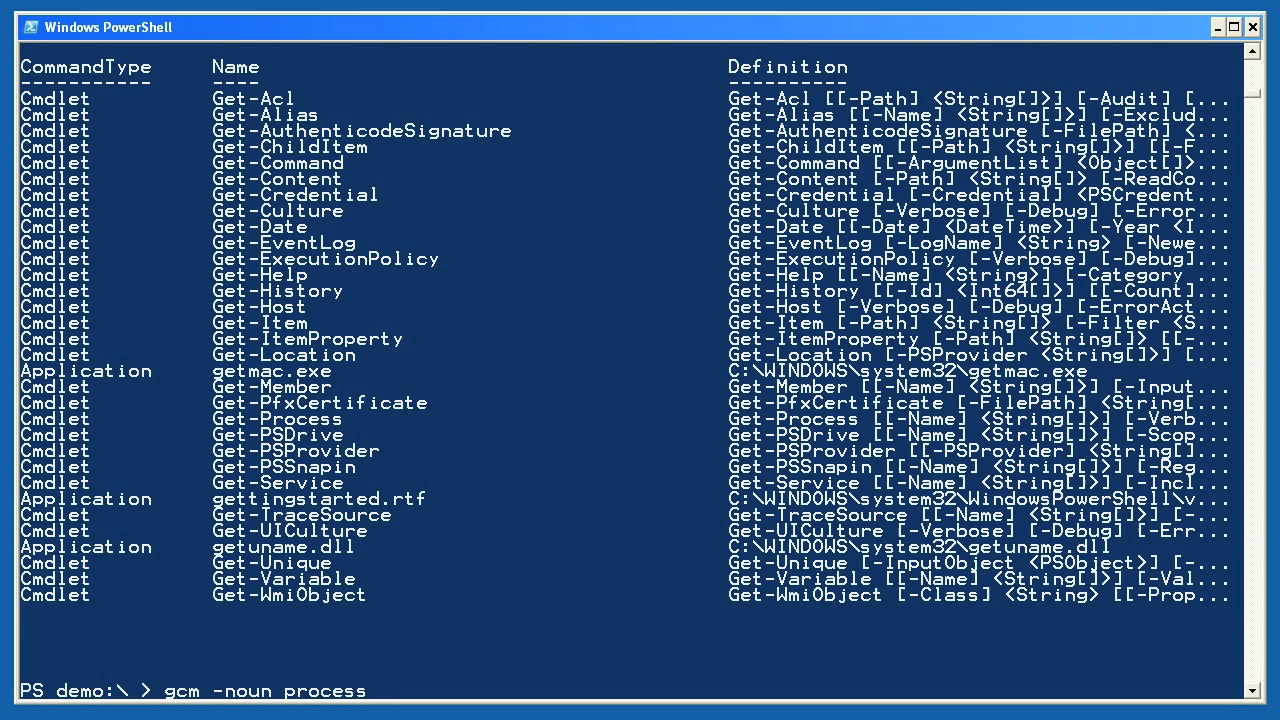 Windows PowerShell
CommandType Name Definition
----------- ---- ----------
Cmdlet Get-Acl Get-Acl [[-Path] <String[]>] [-Audit] [...
Cmdlet Get-Alias Get-Alias [[-Name] <String[]>] [-Exclud...
Cmdlet Get-AuthenticodeSignature Get-AuthenticodeSignature [-FilePath] <...
Cmdlet Get-ChildItem Get-ChildItem [[-Path] <String[]>] [[-F...
Cmdlet Get-Command Get-Command [[-ArgumentList] <Object[]>...
Cmdlet Get-Content Get-Content [-Path] <String[]> [-ReadCo...
Cmdlet Get-Credential Get-Credential [-Credential] <PSCredent...
Cmdlet Get-Culture Get-Culture [-Verbose] [-Debug] [-Error...
Cmdlet Get-Date Get-Date [[-Date] <DateTime>] [-Year <I...
Cmdlet Get-EventLog Get-EventLog [-LogName] <String> [-Newe...
Cmdlet Get-ExecutionPolicy Get-ExecutionPolicy [-Verbose] [-Debug]...
Cmdlet Get-Help Get-Help [[-Name] <String>] [-Category ...
Cmdlet Get-History Get-History [[-Id] <Int64[]>] [[-Count]...
Cmdlet Get-Host Get-Host [-Verbose] [-Debug] [-ErrorAct...
Cmdlet Get-Item Get-Item [-Path] <String[]> [-Filter <S...
Cmdlet Get-ItemProperty Get-ItemProperty [-Path] <String[]> [[-...
Cmdlet Get-Location Get-Location [-PSProvider <String[]>] [...
Application getmac.exe C:\WINDOWS\system32\getmac.exe
Cmdlet Get-Member Get-Member [[-Name] <String[]>] [-Input...
Cmdlet Get-PfxCertificate Get-PfxCertificate [-FilePath] <String[...
Cmdlet Get-Process Get-Process [[-Name] <String[]>] [-Verb...
Cmdlet Get-PSDrive Get-PSDrive [[-Name] <String[]>] [-Scop...
Cmdlet Get-PSProvider Get-PSProvider [[-PSProvider] <String[]...
Cmdlet Get-PSSnapin Get-PSSnapin [[-Name] <String[]>] [-Reg...
Cmdlet Get-Service Get-Service [[-Name] <String[]>] [-Incl...
Application gettingstarted.rtf C:\WINDOWS\system32\WindowsPowerShell\v...
Cmdlet Get-TraceSource Get-TraceSource [[-Name] <String[]>] [-...
Cmdlet Get-UICulture Get-UICulture [-Verbose] [-Debug] [-Err...
Application getuname.dll C:\WINDOWS\system32\getuname.dll
Cmdlet Get-Unique Get-Unique [-InputObject <PSObject>] [-...
Cmdlet Get-Variable Get-Variable [[-Name] <String[]>] [-Val...
Cmdlet Get-WmiObject Get-WmiObject [-Class] <String> [[-Prop...
PS demo:\ > gcm -noun process